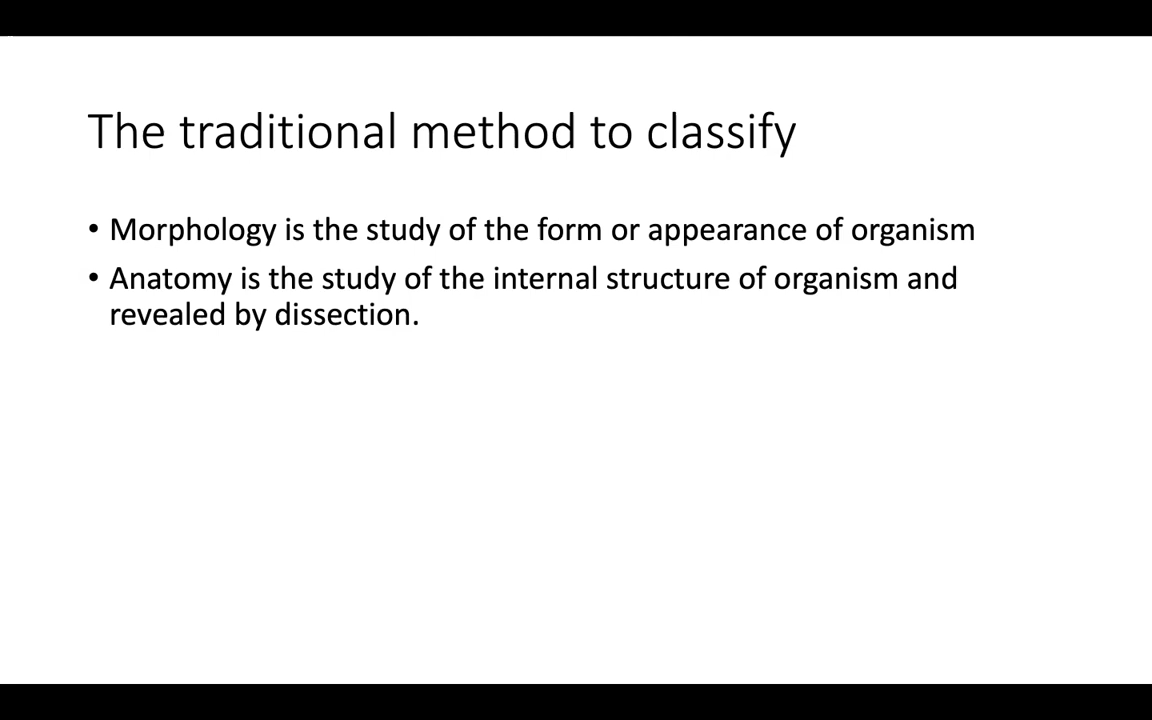 The traditional method to classify
• Morphology is the study of the form or appearance of organism
• Anatomy is the study of the internal structure of organism and
revealed by dissection.